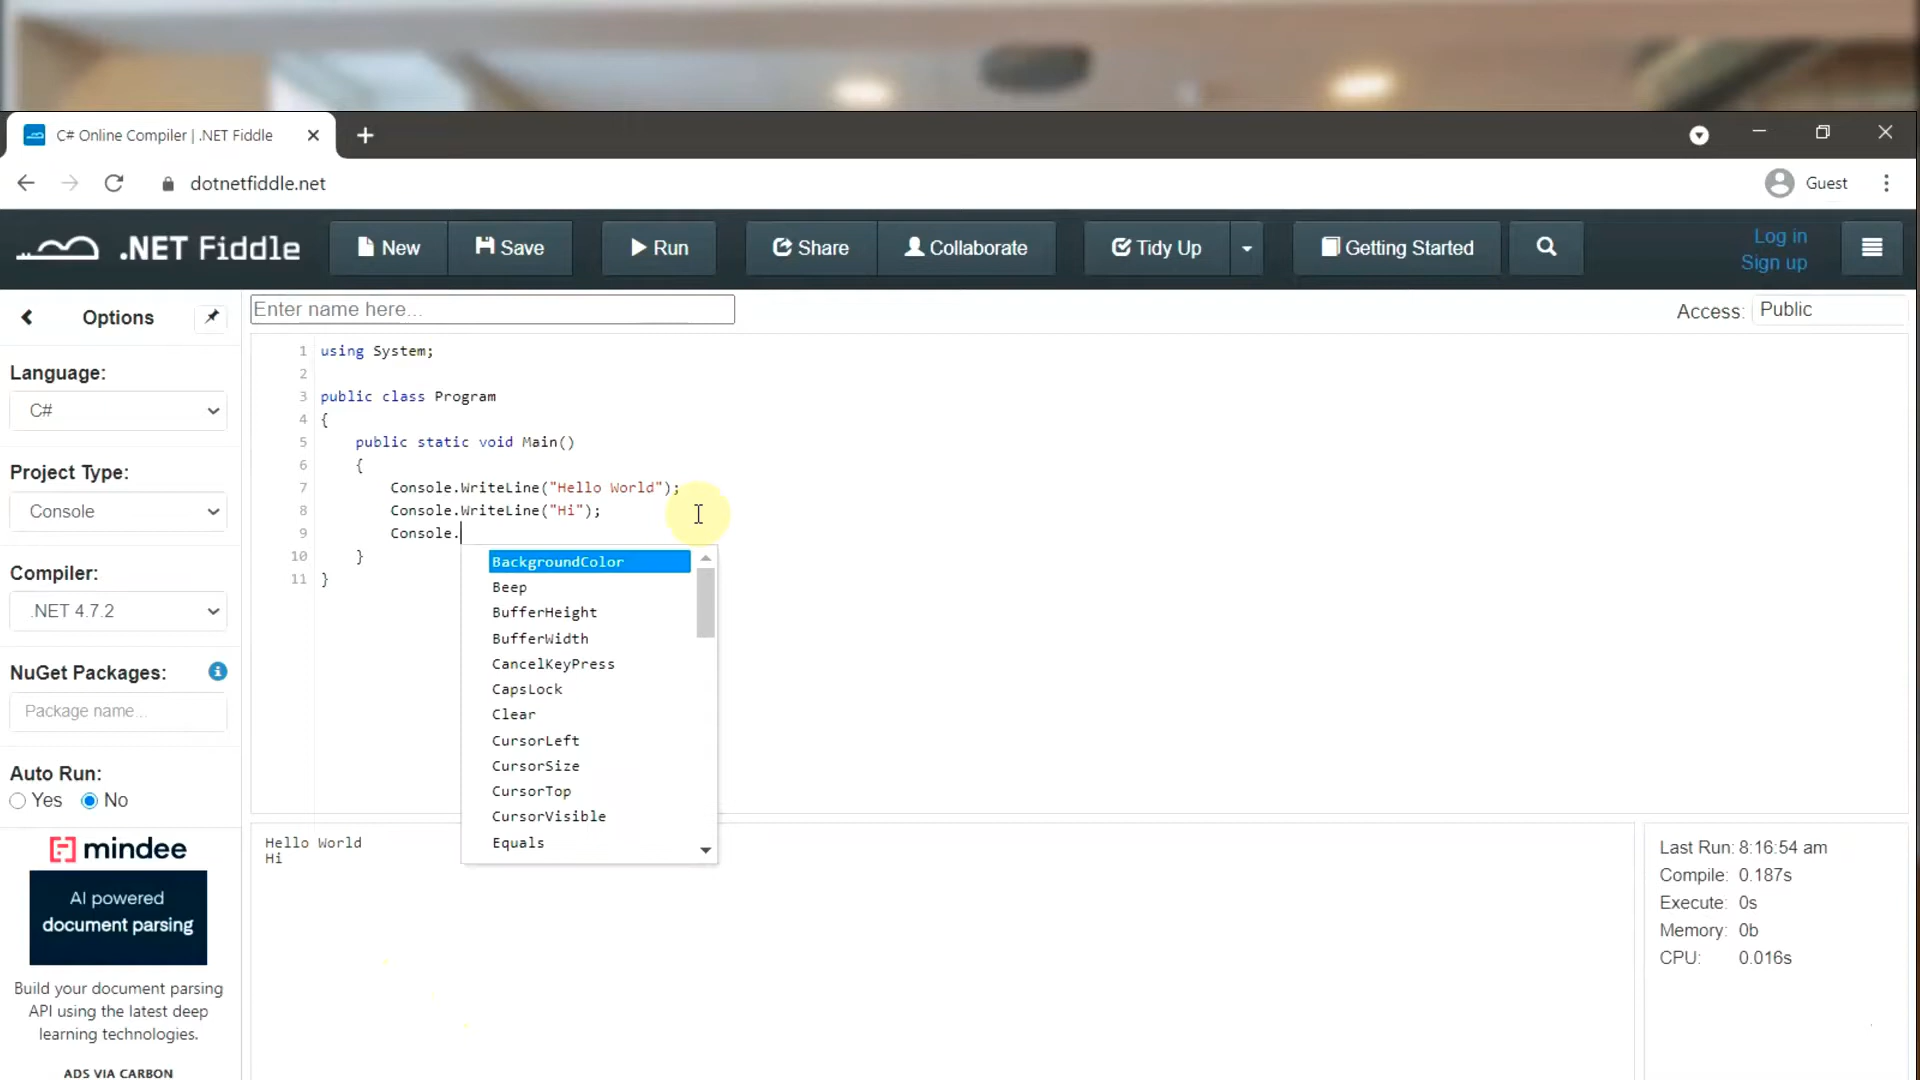 C# Online Compiler | .NET Fiddle
dotnetfiddle.net
Guest
.NET Fiddle
New
Save
Run
Share
Collaborate
Tidy Up
Getting Started
Log in
Sign up
Options
Enter name here...
Access: Public
Language:
C#
Project Type:
Console
Compiler:
.NET 4.7.2
NuGet Packages:
Package name...
Auto Run:
Yes No
mindee
AI powered
document parsing
Build your document parsing
API using the latest deep
learning technologies.
ADS VIA CARBON
1 using System;
2
3 public class Program
4 {
5 public static void Main()
6 {
7 Console.WriteLine("Hello World");
8 Console.WriteLine("Hi");
9 Console.
10 }
11 }
BackgroundColor
Beep
BufferHeight
BufferWidth
CancelKeyPress
CapsLock
Clear
CursorLeft
CursorSize
CursorTop
CursorVisible
Equals
Hello World
Hi
Last Run: 8:16:54 am
Compile: 0.187s
Execute: 0s
Memory: 0b
CPU: 0.016s